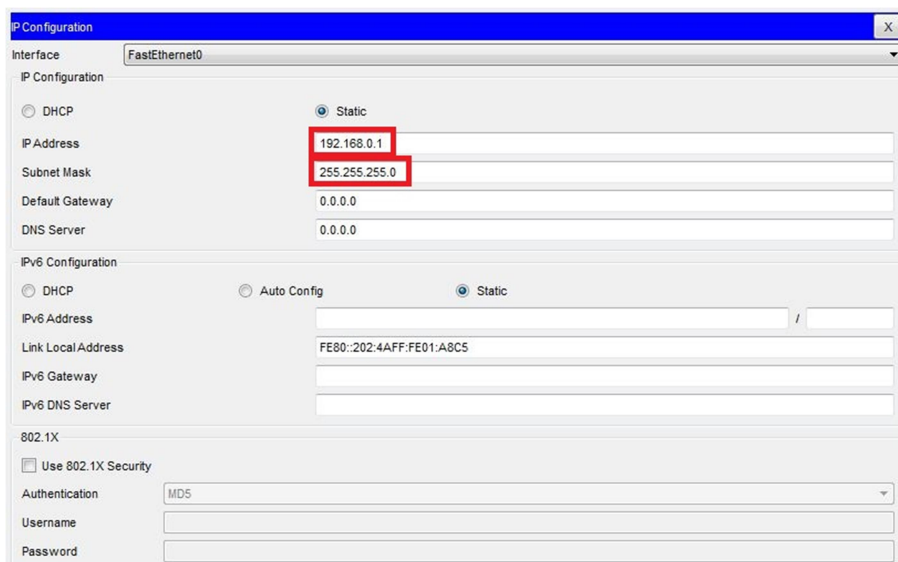 IP Configuration X
Interface FastEthernet0
IP Configuration
DHCP Static
IP Address 192.168.0.1
Subnet Mask 255.255.255.0
Default Gateway 0.0.0.0
DNS Server 0.0.0.0
IPv6 Configuration
DHCP Auto Config Static
IPv6 Address /
Link Local Address FE80::202:4AFF:FE01:A8C5
IPv6 Gateway
IPv6 DNS Server
802.1X
Use 802.1X Security
Authentication MD5
Username
Password